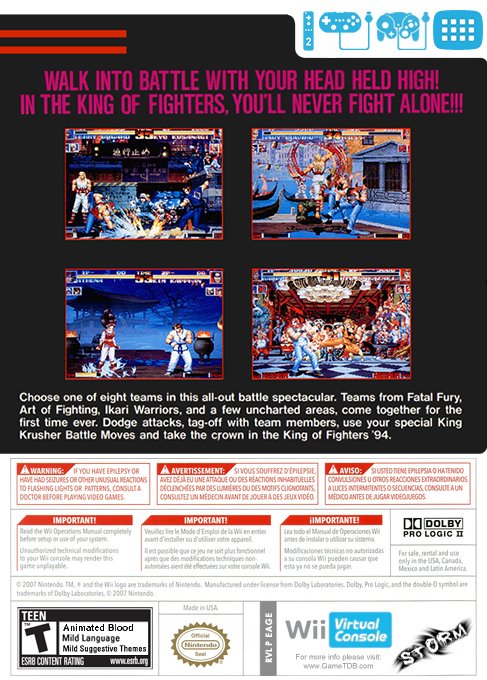 2
WALK INTO BATTLE WITH YOUR HEAD HELD HIGH!
IN THE KING OF FIGHTERS, YOU'LL NEVER FIGHT ALONE!!!
Choose one of eight teams in this all-out battle spectacular. Teams from Fatal Fury,
Art of Fighting, Ikari Warriors, and a few uncharted areas, come together for the
first time ever. Dodge attacks, tag-off with team members, use your special King
Krusher Battle Moves and take the crown in the King of Fighters '94.
WARNING: IF YOU HAVE EPILEPSY OR
HAVE HAD SEIZURES OR OTHER UNUSUAL REACTIONS
TO FLASHING LIGHTS OR PATTERNS, CONSULT A
DOCTOR BEFORE PLAYING VIDEO GAMES.
AVERTISSEMENT: SI VOUS SOUFFREZ D'ÉPILEPSIE,
AVEZ DÉJÀ EU UNE ATTAQUE OU DES RÉACTIONS INHABITUELLES
DÉCLENCHÉES PAR DES LUMIÈRES OU DES MOTIFS CLIGNOTANTS,
CONSULTEZ UN MÉDECIN AVANT DE JOUER À DES JEUX VIDÉO.
AVISO: SI USTED TIENE EPILEPSIA O HA TENIDO
CONVULSIONES U OTROS REACCIONES EXTRAORDINARIOS
A LUCES INTERMITENTES O SECUENCIAS, CONSULTE A UN
MÉDICO ANTES DE JUGAR VIDEOJUEGOS.
IMPORTANT!
Read the Wii Operations Manual completely
before setup or use of your system.
Unauthorized technical modifications
to your Wii console may render this
game unplayable.
IMPORTANT!
Veuillez lire le Mode d'Emploi de la Wii en entier
avant d'installer ou d'utiliser votre appareil.
Il est possible que ce jeu ne soit plus fonctionnel
après que des modifications techniques non-
autorisées aient été effectuées sur votre console Wii.
¡IMPORTANT!
Lea todo el Manual de Operaciones Wii
antes de instalar o utilizar su sistema.
Modificaciones técnicas no autorizadas
a su consola Wii pueden causar que
esta ya no se pueda jugar.
DOLBY
PRO LOGIC II
For sale, rental and use
only in the USA, Canada,
Mexico and Latin America.
© 2007 Nintendo. TM, ® and the Wii logo are trademarks of Nintendo. Manufactured under license from Dolby Laboratories. Dolby, Pro Logic, and the double-D symbol are
trademarks of Dolby Laboratories. © 2007 Nintendo.
TEEN
T
Animated Blood
Mild Language
Mild Suggestive Themes
ESRB CONTENT RATING www.esrb.org
Made in USA.
Official
Nintendo
Seal
RVL P EAGE
Wii Virtual
Console
For more info please visit:
www.GameTDB.com
STORM